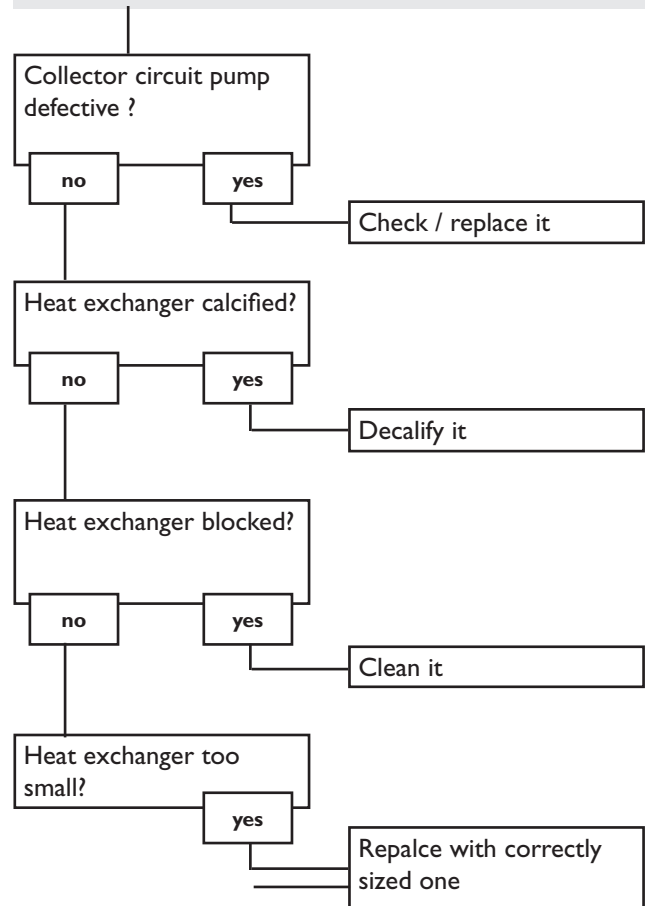 Collector circuit pump
defective ?
no
yes
Check / replace it
Heat exchanger calcified?
no
yes
Decalify it
Heat exchanger blocked?
no
yes
Clean it
Heat exchanger too
small?
yes
Repalce with correctly
sized one